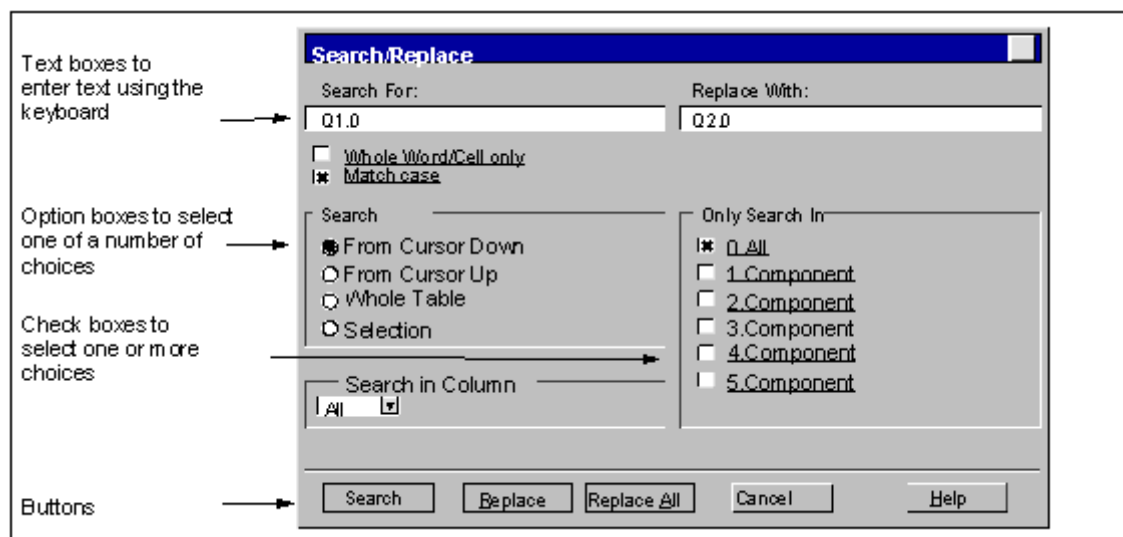 Text boxes to
enter text using the
keyboard
Option boxes to select
one of a number of
choices
Check boxes to
select one or more
choices
Buttons
Search/Replace
Search For:
Replace With:
Q1.0
Q2.0
Whole Word/Cell only
Match case
Search
From Cursor Down
From Cursor Up
Whole Table
Selection
Only Search In
0.All
1.Component
2.Component
3.Component
4.Component
5.Component
Search in Column
All
Search
Replace
Replace All
Cancel
Help